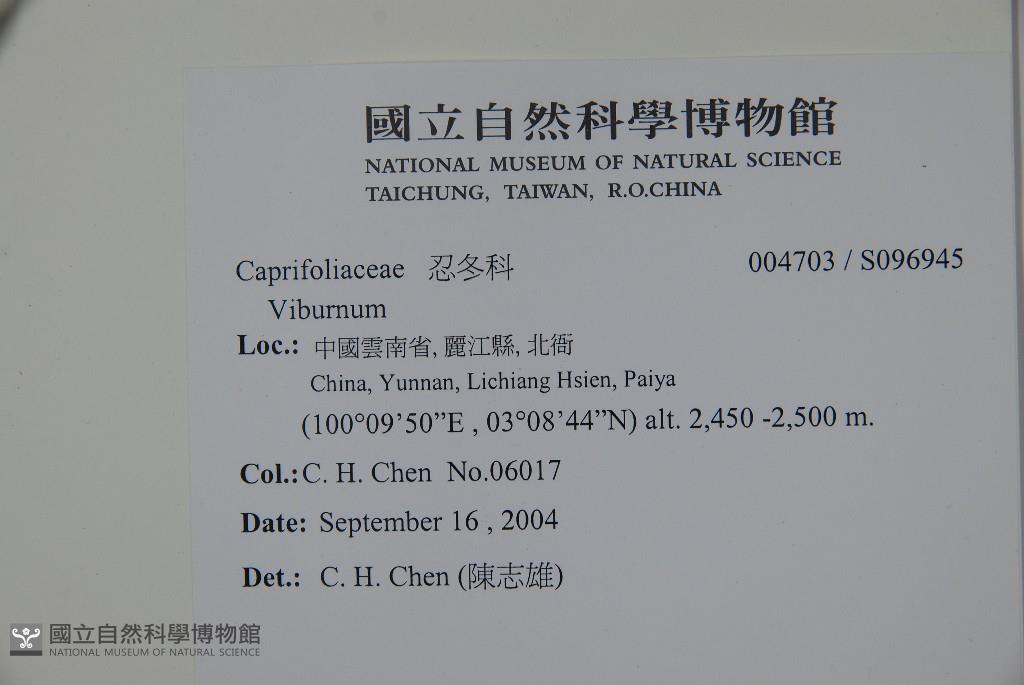 國立自然科學博物館
NATIONAL MUSEUM OF NATURAL SCIENCE
TAICHUNG, TAIWAN, R.O.CHINA
Caprifoliaceae 忍冬科 004703 / S096945
Viburnum
Loc.: 中國雲南省, 麗江縣, 北衙
China, Yunnan, Lichiang Hsien, Paiya
(100°09’50”E , 03°08’44”N) alt. 2,450 -2,500 m.
Col.: C. H. Chen No.06017
Date: September 16 , 2004
Det.: C. H. Chen (陳志雄)
國立自然科學博物館
NATIONAL MUSEUM OF NATURAL SCIENCE